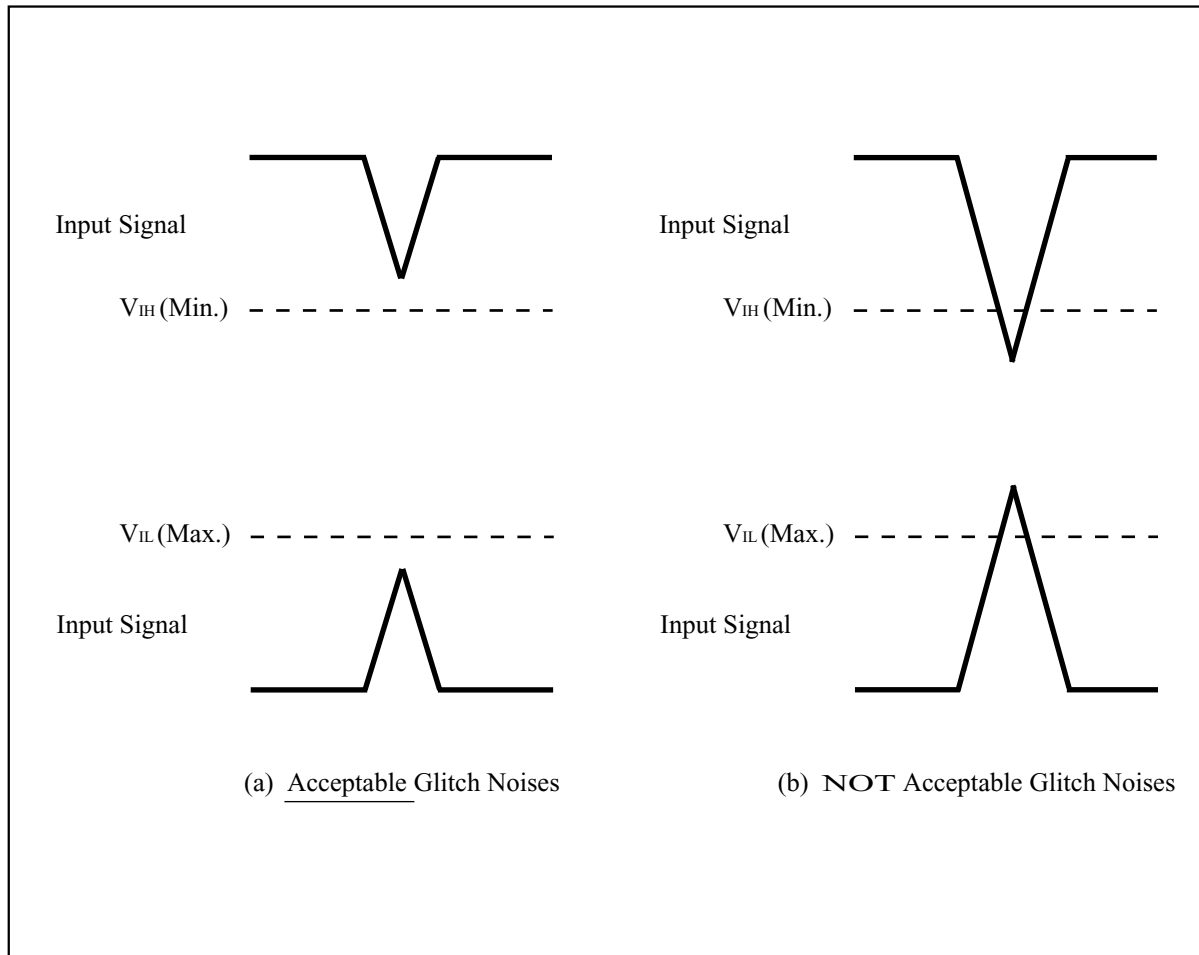 Input Signal
VIH (Min.)
VIL (Max.)
Input Signal
(a) Acceptable Glitch Noises
Input Signal
VIH (Min.)
VIL (Max.)
Input Signal
(b) NOT Acceptable Glitch Noises